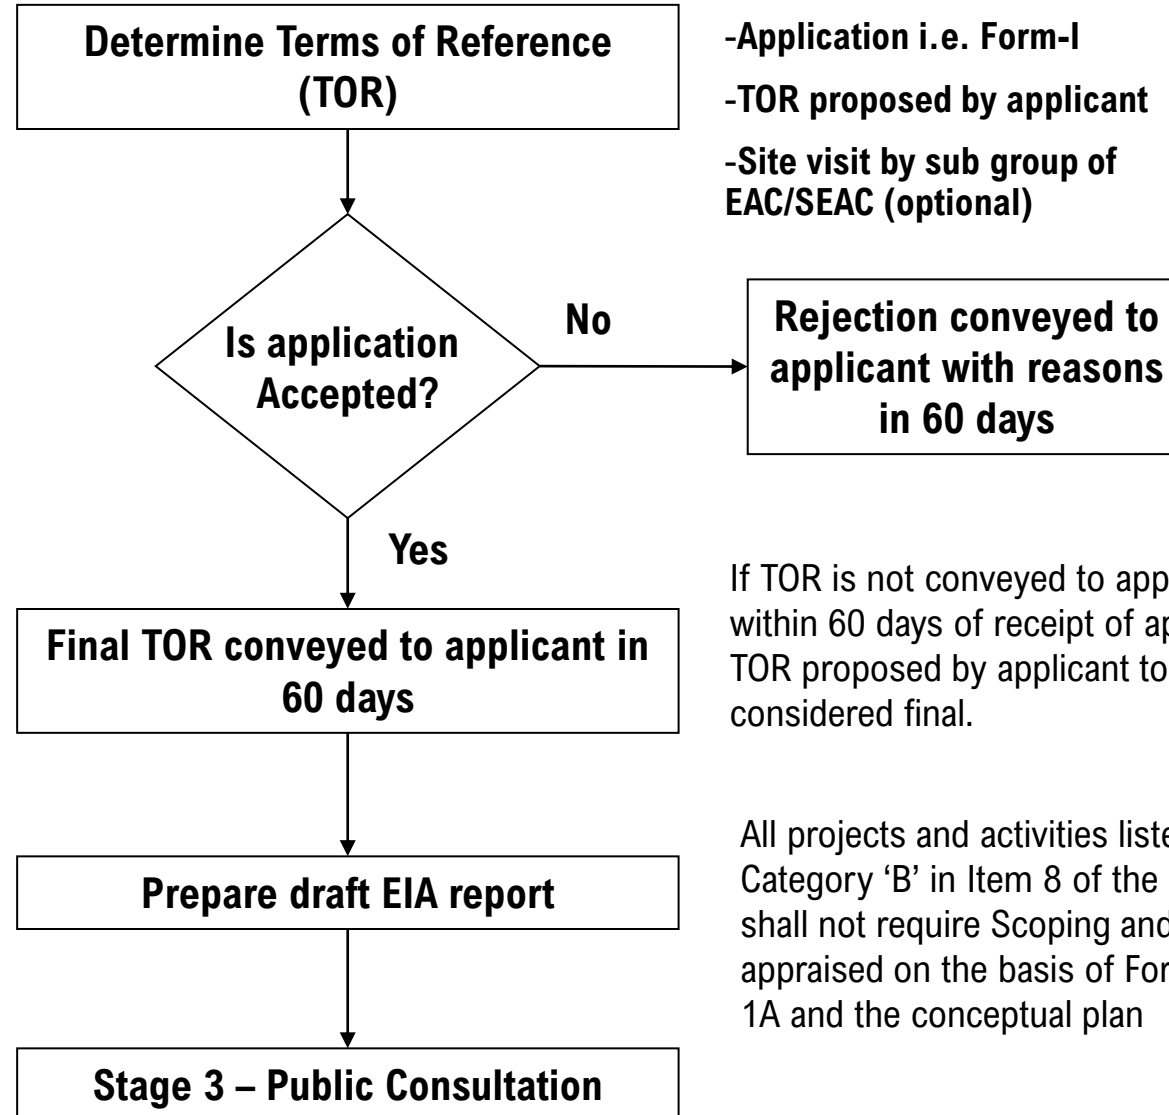 Determine Terms of Reference
(TOR)
-Application i.e. Form-I
-TOR proposed by applicant
-Site visit by sub group of
EAC/SEAC (optional)
Is application
Accepted?
No
Rejection conveyed to
applicant with reasons
in 60 days
Yes
Final TOR conveyed to applicant in
60 days
If TOR is not conveyed to
within 60 days of receipt of
TOR proposed by applicant to
considered final.
Prepare draft EIA report
All projects and activities
Category ‘B’ in Item 8 of the
shall not require Scoping and
appraised on the basis of
1A and the conceptual plan
Stage 3 – Public Consultation